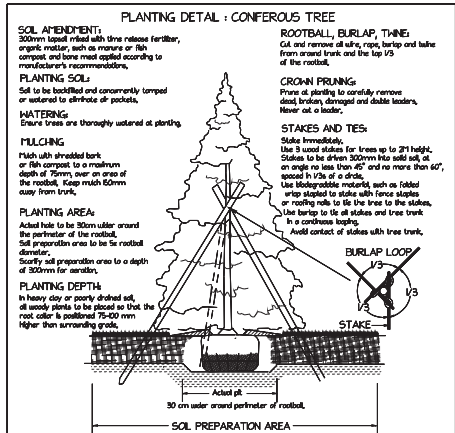 PLANTING DETAIL : CONIFEROUS TREE
SOIL AMENDMENT:
300mm topsoil mixed with time release fertilizer,
organic matter, such as manure or fish
compost and bone meal applied according to
manufacturer's recommendations.
PLANTING SOIL:
Soil to be backfilled and concurrently tamped
or watered to eliminate air pockets.
WATERING:
Ensure trees are thoroughly watered at planting.
MULCHING
Mulch with shredded bark
or fish compost to a maximum
depth of 75mm, over an area of
the rootball. Keep mulch 150mm
away from trunk.
PLANTING AREA:
Actual hole to be 30cm wider around
the perimeter of the rootball.
Soil preparation area to be 5x rootball
diameter.
Scarify soil preparation area to a depth
of 300mm for aeration.
PLANTING DEPTH:
In heavy clay or poorly drained soil,
all woody plants to be placed so that the
root collar is positioned 75-100 mm
higher than surrounding grade.
ROOTBALL, BURLAP, TWINE:
Cut and remove all wire, rope, burlap and twine
from around trunk and the top 1/3
of the rootball.
CROWN PRUNING:
Prune at planting to carefully remove
dead, broken, damaged and double leaders.
Never cut a leader.
STAKES AND TIES:
Stake immediately.
Use 3 wood stakes for trees up to 2M height.
Stakes to be driven 300mm into solid soil, at
an angle no less than 45° and no more than 60°,
spaced in 1/3s of a circle.
Use biodegradable material, such as folded
urlap stapled to stake with fence staples
or roofing nails to tie the tree to the stakes.
Use burlap to tie all stakes and tree trunk
in a continuous looping.
Avoid contact of stakes with tree trunk.
BURLAP LOOP
1/3
1/3
1/3
STAKE
Actual pit
30 cm wider around perimeter of rootball.
SOIL PREPARATION AREA